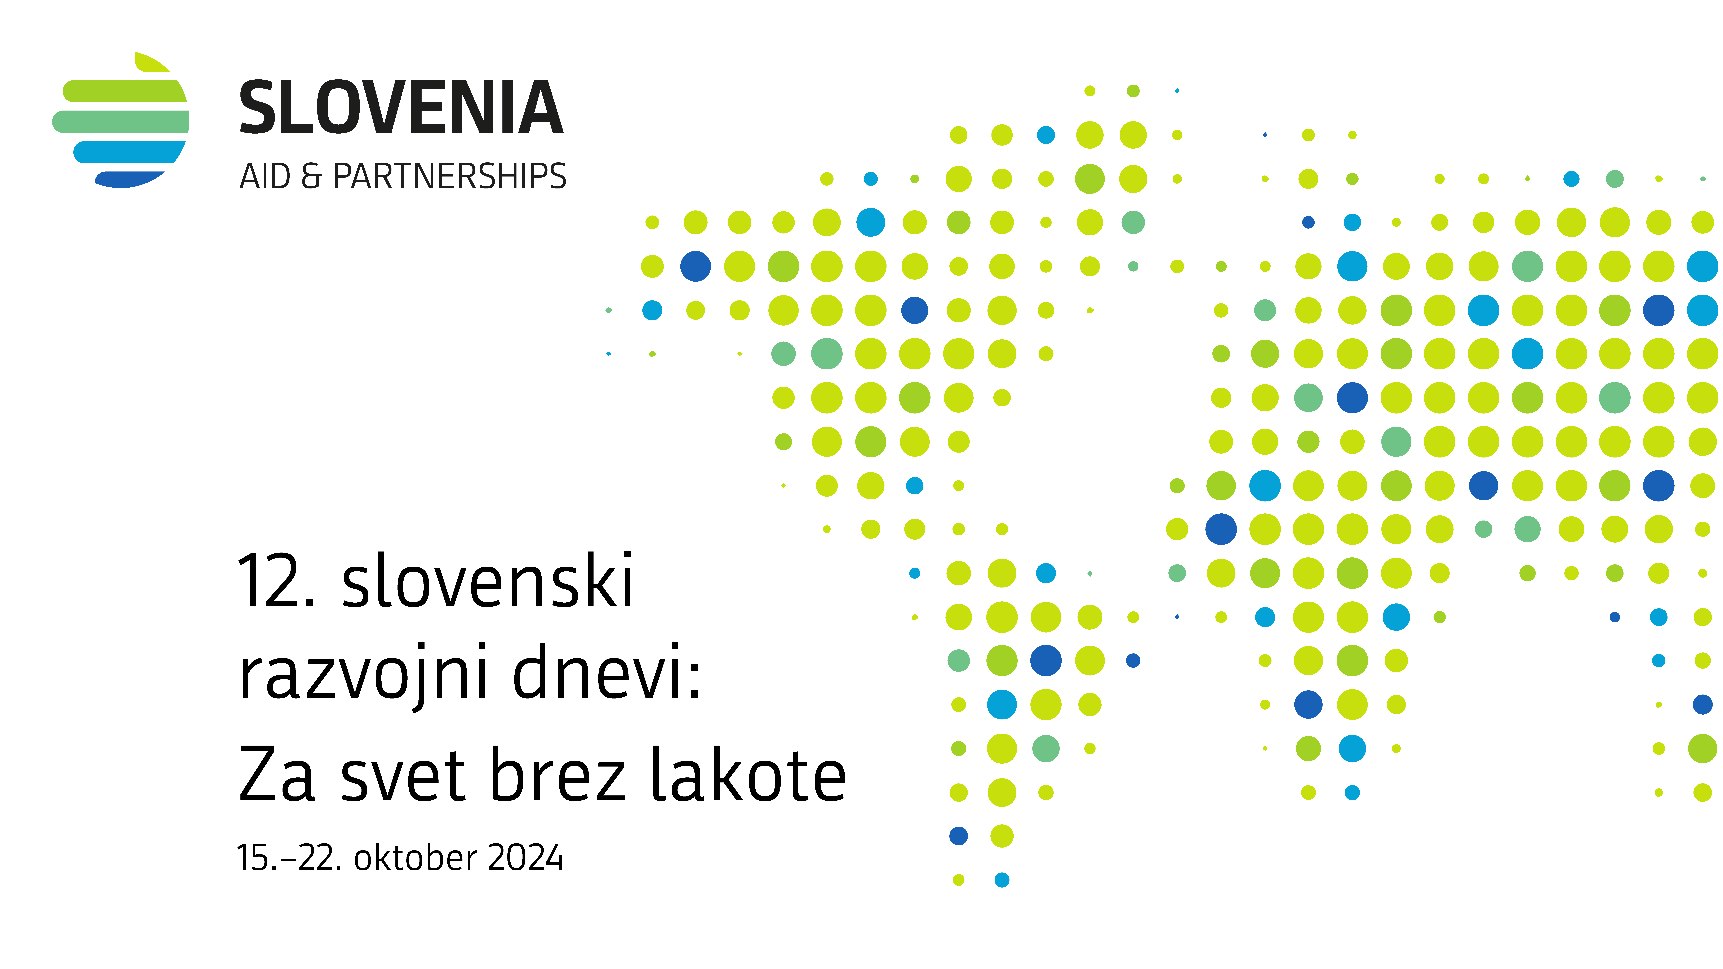 SLOVENIA
AID & PARTNERSHIPS
12. slovenski
razvojni dnevi:
Za svet brez lakote
15.–22. oktober 2024